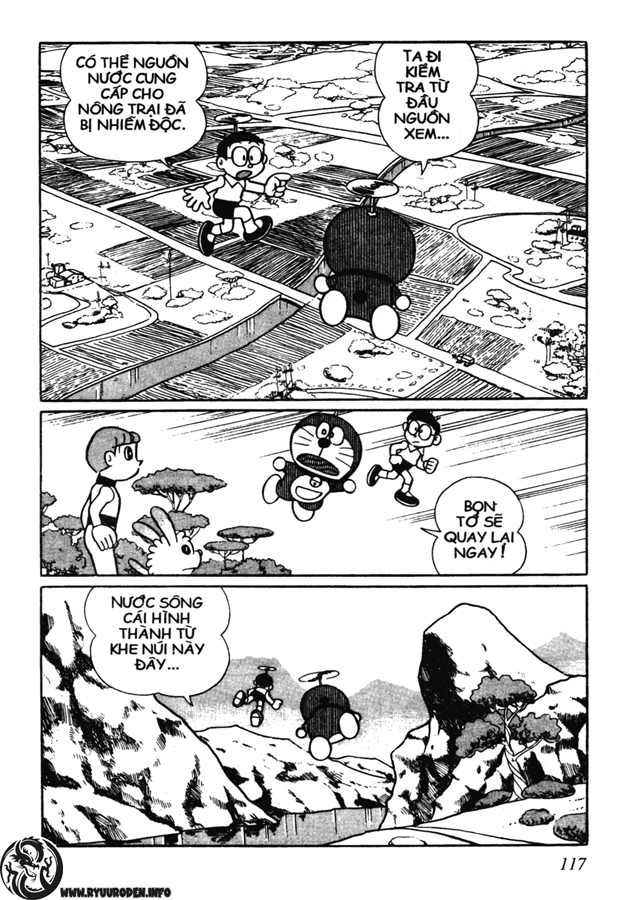 CÓ THỂ NGUỒN
NƯỚC CUNG
CẤP CHO
NÔNG TRẠI ĐÃ
BỊ NHIỄM ĐỘC.
TA ĐI
KIỂM
TRA TỪ
ĐẦU
NGUỒN
XEM...
BỌN
TỚ SẼ
QUAY LẠI
NGAY!
NƯỚC SÔNG
CÁI HÌNH
THÀNH TỪ
KHE NÚI NÀY
ĐÂY...
117
WWW.RYUURODEN.INFO